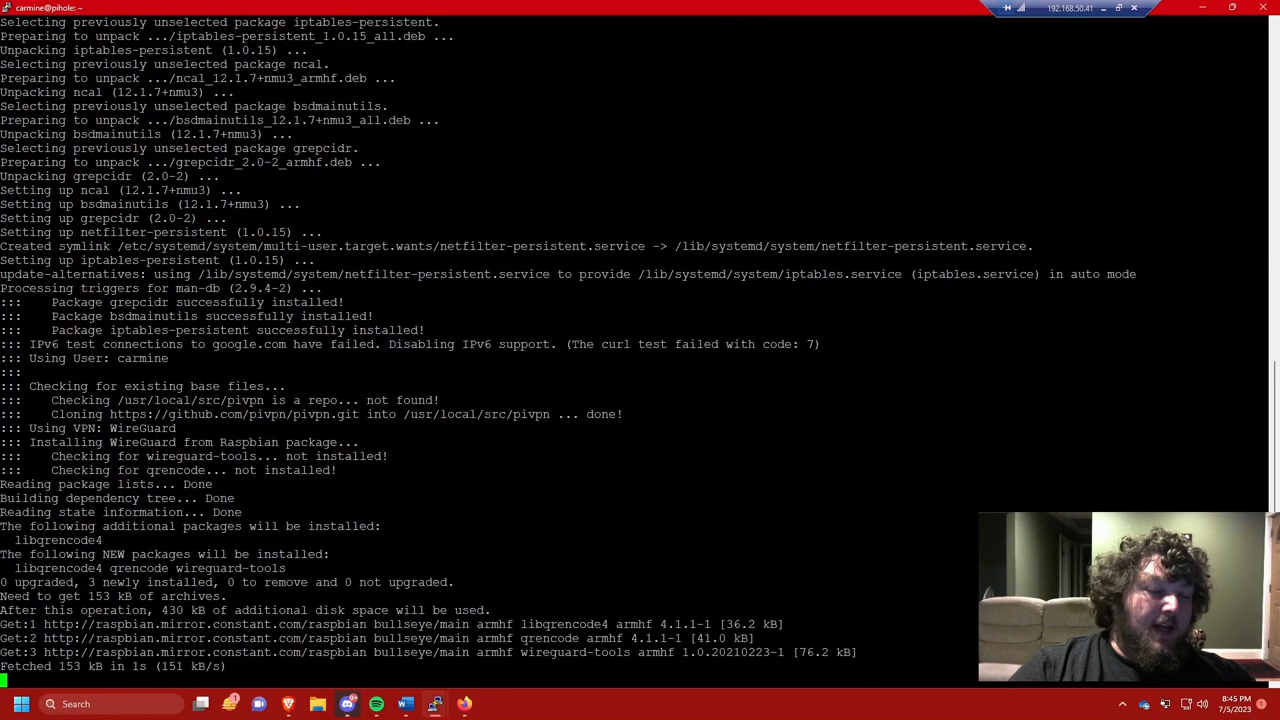 carmine@pihole: ~
192.168.50.41
Selecting previously unselected package iptables-persistent.
Preparing to unpack .../iptables-persistent_1.0.15_all.deb ...
Unpacking iptables-persistent (1.0.15) ...
Selecting previously unselected package ncal.
Preparing to unpack .../ncal_12.1.7+nmu3_armhf.deb ...
Unpacking ncal (12.1.7+nmu3) ...
Selecting previously unselected package bsdmainutils.
Preparing to unpack .../bsdmainutils_12.1.7+nmu3_all.deb ...
Unpacking bsdmainutils (12.1.7+nmu3) ...
Selecting previously unselected package grepcidr.
Preparing to unpack .../grepcidr_2.0-2_armhf.deb ...
Unpacking grepcidr (2.0-2) ...
Setting up ncal (12.1.7+nmu3) ...
Setting up bsdmainutils (12.1.7+nmu3) ...
Setting up grepcidr (2.0-2) ...
Setting up netfilter-persistent (1.0.15) ...
Created symlink /etc/systemd/system/multi-user.target.wants/netfilter-persistent.service -> /lib/systemd/system/netfilter-persistent.service.
Setting up iptables-persistent (1.0.15) ...
update-alternatives: using /lib/systemd/system/netfilter-persistent.service to provide /lib/systemd/system/iptables.service (iptables.service) in auto mode
Processing triggers for man-db (2.9.4-2) ...
:::    Package grepcidr successfully installed!
:::    Package bsdmainutils successfully installed!
:::    Package iptables-persistent successfully installed!
::: IPv6 test connections to google.com have failed. Disabling IPv6 support. (The curl test failed with code: 7)
::: Using User: carmine
:::
::: Checking for existing base files...
:::    Checking /usr/local/src/pivpn is a repo... not found!
:::    Cloning https://github.com/pivpn/pivpn.git into /usr/local/src/pivpn ... done!
::: Using VPN: WireGuard
::: Installing WireGuard from Raspbian package...
:::    Checking for wireguard-tools... not installed!
:::    Checking for qrencode... not installed!
Reading package lists... Done
Building dependency tree... Done
Reading state information... Done
The following additional packages will be installed:
  libqrencode4
The following NEW packages will be installed:
  libqrencode4 qrencode wireguard-tools
0 upgraded, 3 newly installed, 0 to remove and 0 not upgraded.
Need to get 153 kB of archives.
After this operation, 430 kB of additional disk space will be used.
Get:1 http://raspbian.mirror.constant.com/raspbian bullseye/main armhf libqrencode4 armhf 4.1.1-1 [36.2 kB]
Get:2 http://raspbian.mirror.constant.com/raspbian bullseye/main armhf qrencode armhf 4.1.1-1 [41.0 kB]
Get:3 http://raspbian.mirror.constant.com/raspbian bullseye/main armhf wireguard-tools armhf 1.0.20210223-1 [76.2 kB]
Fetched 153 kB in 1s (151 kB/s)
Search
8:45 PM
7/5/2023